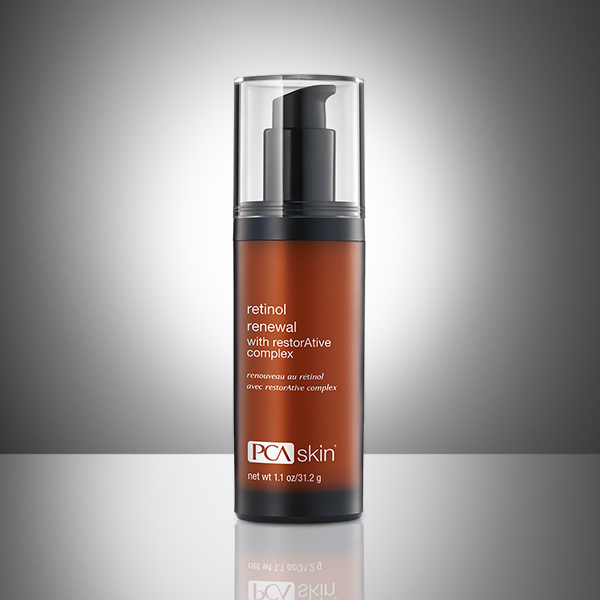 retinol
renewal
with restorAtive
complex
renouveau au rétinol
avec restorAtive complex
PCA skin®
net wt 1.1 oz/31.2 g